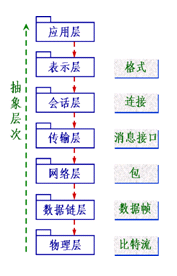 应用层
表示层 格式
会话层 连接
传输层 消息接口
网络层 包
数据链层 数据帧
物理层 比特流
抽象层次